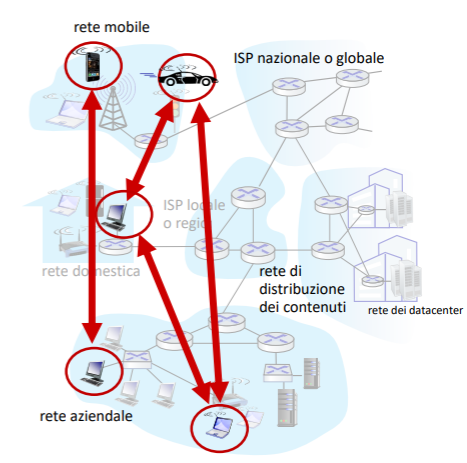 rete mobile
ISP nazionale o globale
ISP locale
o regio
rete domestica
rete di
distribuzione
dei contenuti
rete dei datacenter
rete aziendale